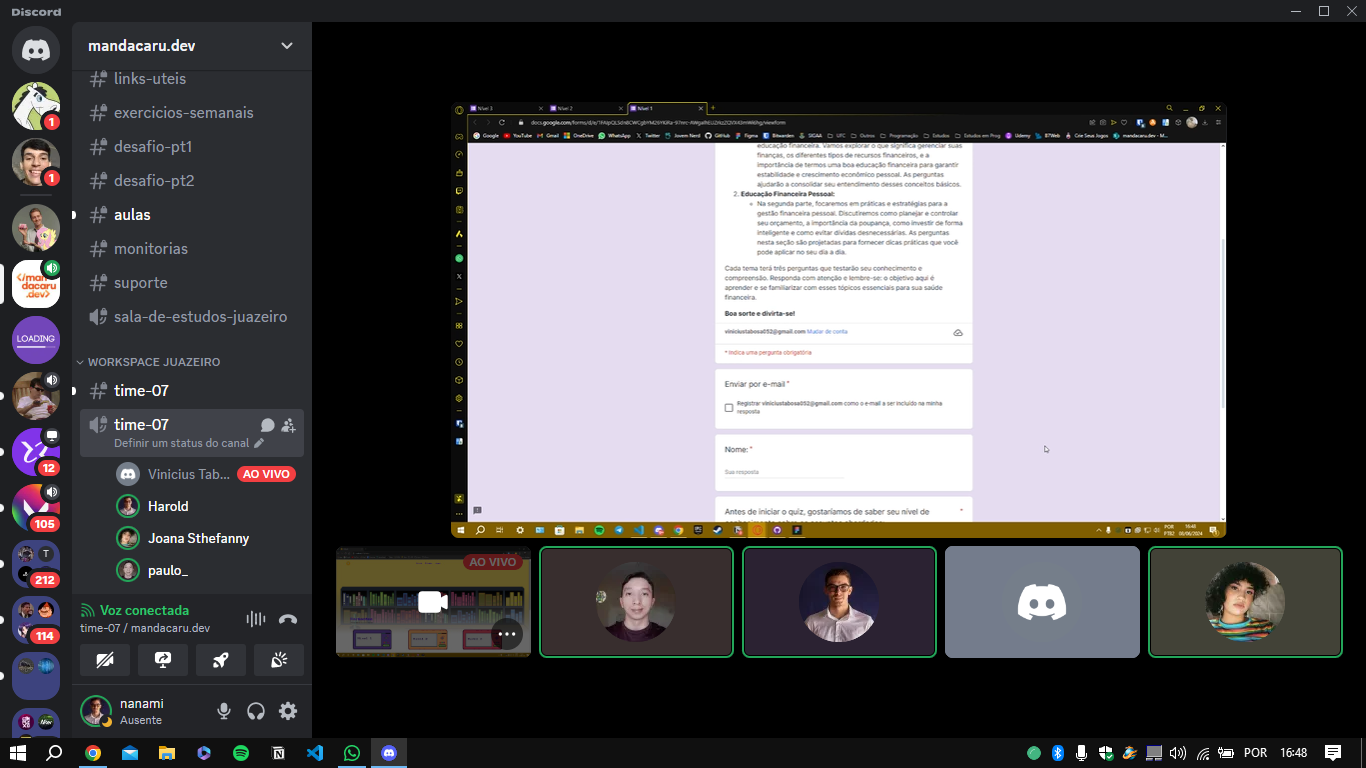 Discord
mandacaru.dev
links-uteis
exercicios-semanais
desafio-pt1
desafio-pt2
aulas
monitorias
suporte
sala-de-estudos-juazeiro
WORKSPACE JUAZEIRO
time-07
time-07
Definir um status do canal
Vinicius Tab... AO VIVO
Harold
Joana Sthefanny
paulo_
Voz conectada
time-07 / mandacaru.dev
nanami
Ausente
1
1
</man
dacaru
.dev>
LOADING
12
105
T
212
114
Nível 3
Nível 2
Nível 1
Google YouTube Gmail OneDrive WhatsApp Twitter Jovem Nerd GitHub Figma Bitwarden SIGAA UFC Outros Programação Estudos Estudos em Prog Udemy B7Web Crie Seus Jogos mandacaru.dev - M...
educação financeira. Vamos explorar o que significa gerenciar suas
finanças, os diferentes tipos de recursos financeiros, e a
importância de termos uma boa educação financeira para garantir
estabilidade e crescimento econômico pessoal. As perguntas
ajudarão a consolidar seu entendimento desses conceitos básicos.
2. Educação Financeira Pessoal:
Na segunda parte, focaremos em práticas e estratégias para a
gestão financeira pessoal. Discutiremos como planejar e controlar
seu orçamento, a importância da poupança, como investir de forma
inteligente e como evitar dívidas desnecessárias. As perguntas
nesta seção são projetadas para fornecer dicas práticas que você
pode aplicar no seu dia a dia.
Cada tema terá três perguntas que testarão seu conhecimento e
compreensão. Responda com atenção e lembre-se: o objetivo aqui é
aprender e se familiarizar com esses tópicos essenciais para sua saúde
financeira.
Boa sorte e divirta-se!
viniciustabosa052@gmail.com Mudar de conta
* Indica uma pergunta obrigatória
Enviar por e-mail *
Registrar viniciustabosa052@gmail.com como o e-mail a ser incluído na minha
resposta
Nome: *
Sua resposta
Antes de iniciar o quiz, gostaríamos de saber seu nível de *
16:48
06/06/2024
AO VIVO
POR 16:48